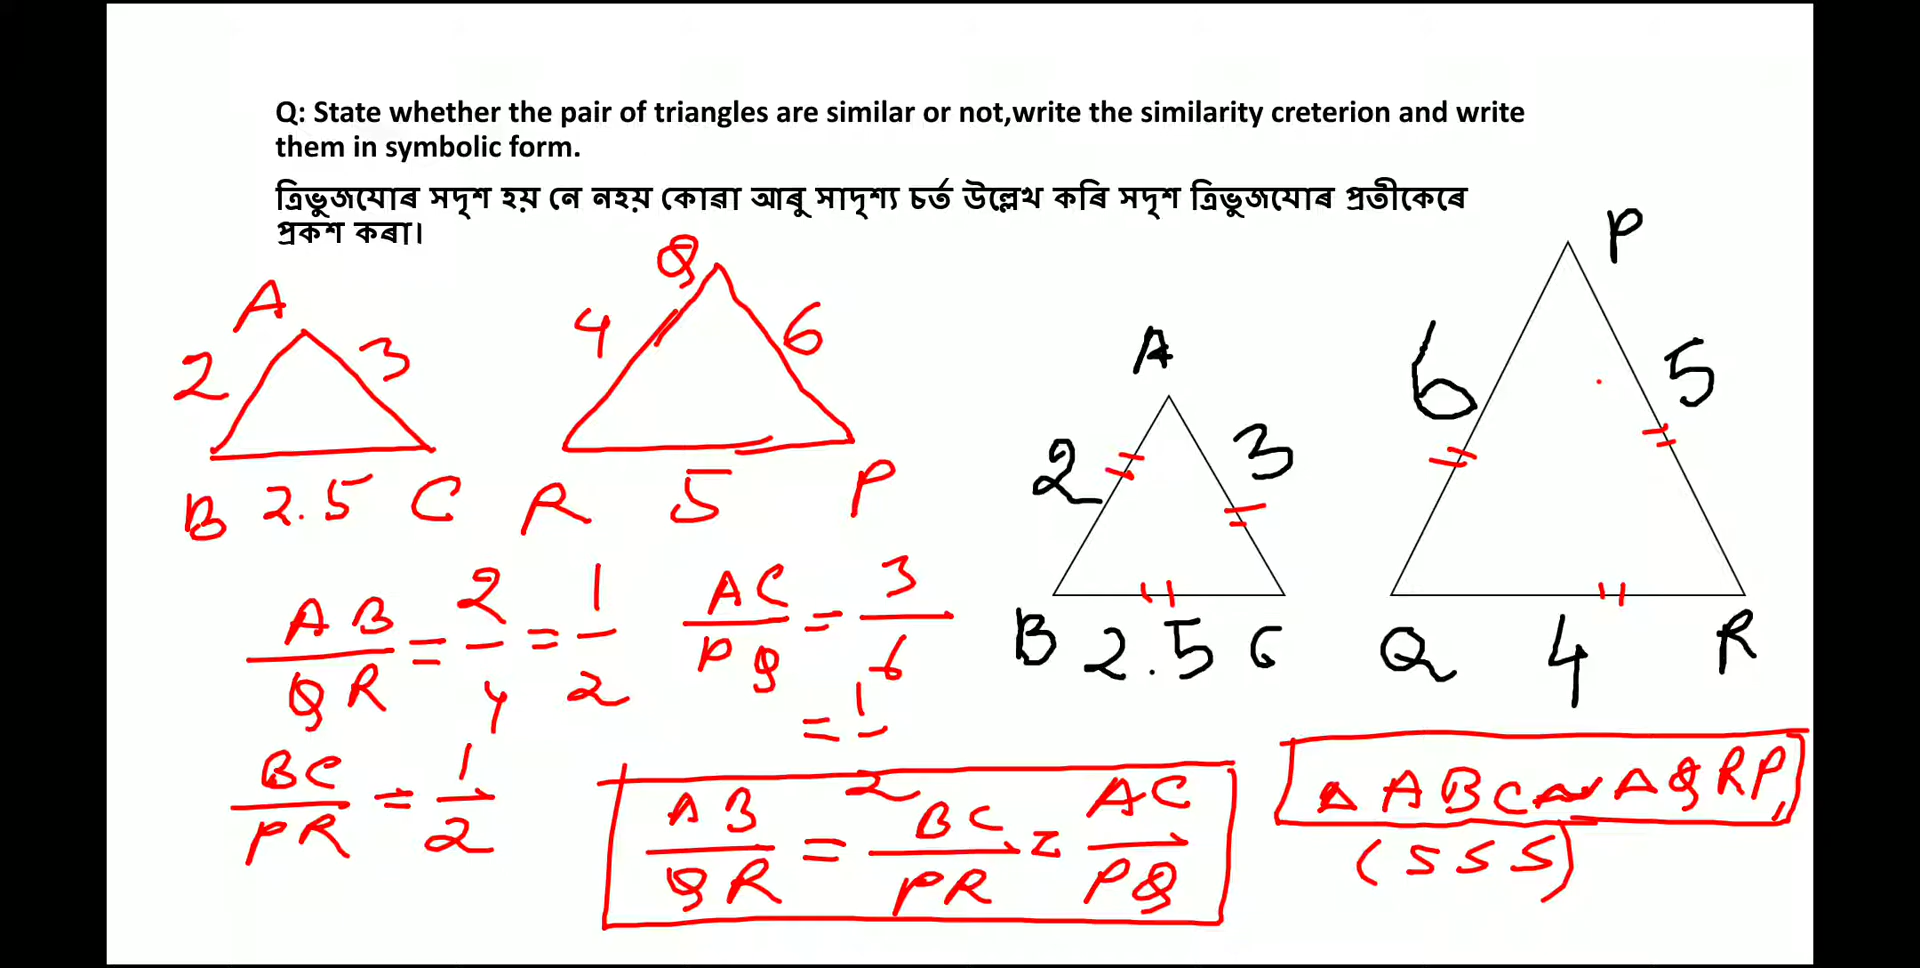 Q: State whether the pair of triangles are similar or not,write the similarity creterion and write
them in symbolic form.
ত্ৰিভুজযোৰ সদৃশ হয় নে নহয় কোৱা আৰু সাদৃশ্য চৰ্ত উল্লেখ কৰি সদৃশ ত্ৰিভুজযোৰ প্ৰতীকেৰে
প্ৰকশ কৰা।
A
2 3
B 2.5 C
Q
4 6
R 5 P
A
2 3
B 2.5 C
P
6 5
Q 4 R
AB/QR = 2/4 = 1/2
AC/PQ = 3/6
= 1/2
BC/PR = 1/2
AB/QR = BC/PR = AC/PQ
△ABC ~ △QRP,
(SSS)